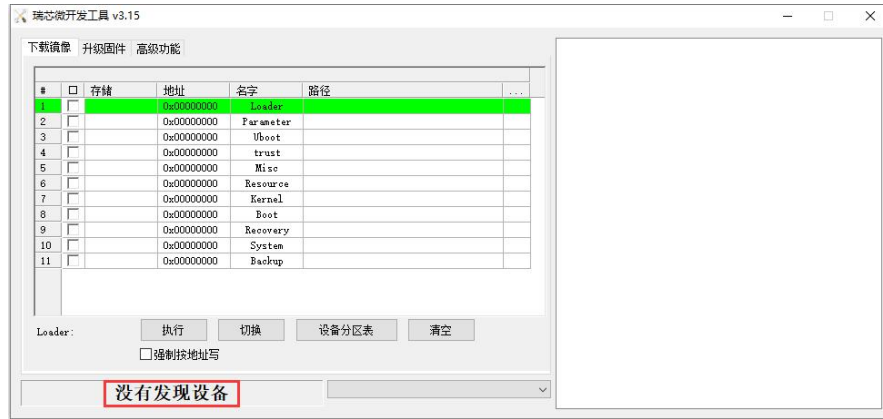 瑞芯微开发工具 v3.15
下载镜像 升级固件 高级功能
# 存储 地址 名字 路径 ...
1 0x00000000 Loader
2 0x00000000 Parameter
3 0x00000000 Uboot
4 0x00000000 trust
5 0x00000000 Misc
6 0x00000000 Resource
7 0x00000000 Kernel
8 0x00000000 Boot
9 0x00000000 Recovery
10 0x00000000 System
11 0x00000000 Backup
Loader: 执行 切换 设备分区表 清空
强制按地址写
没有发现设备